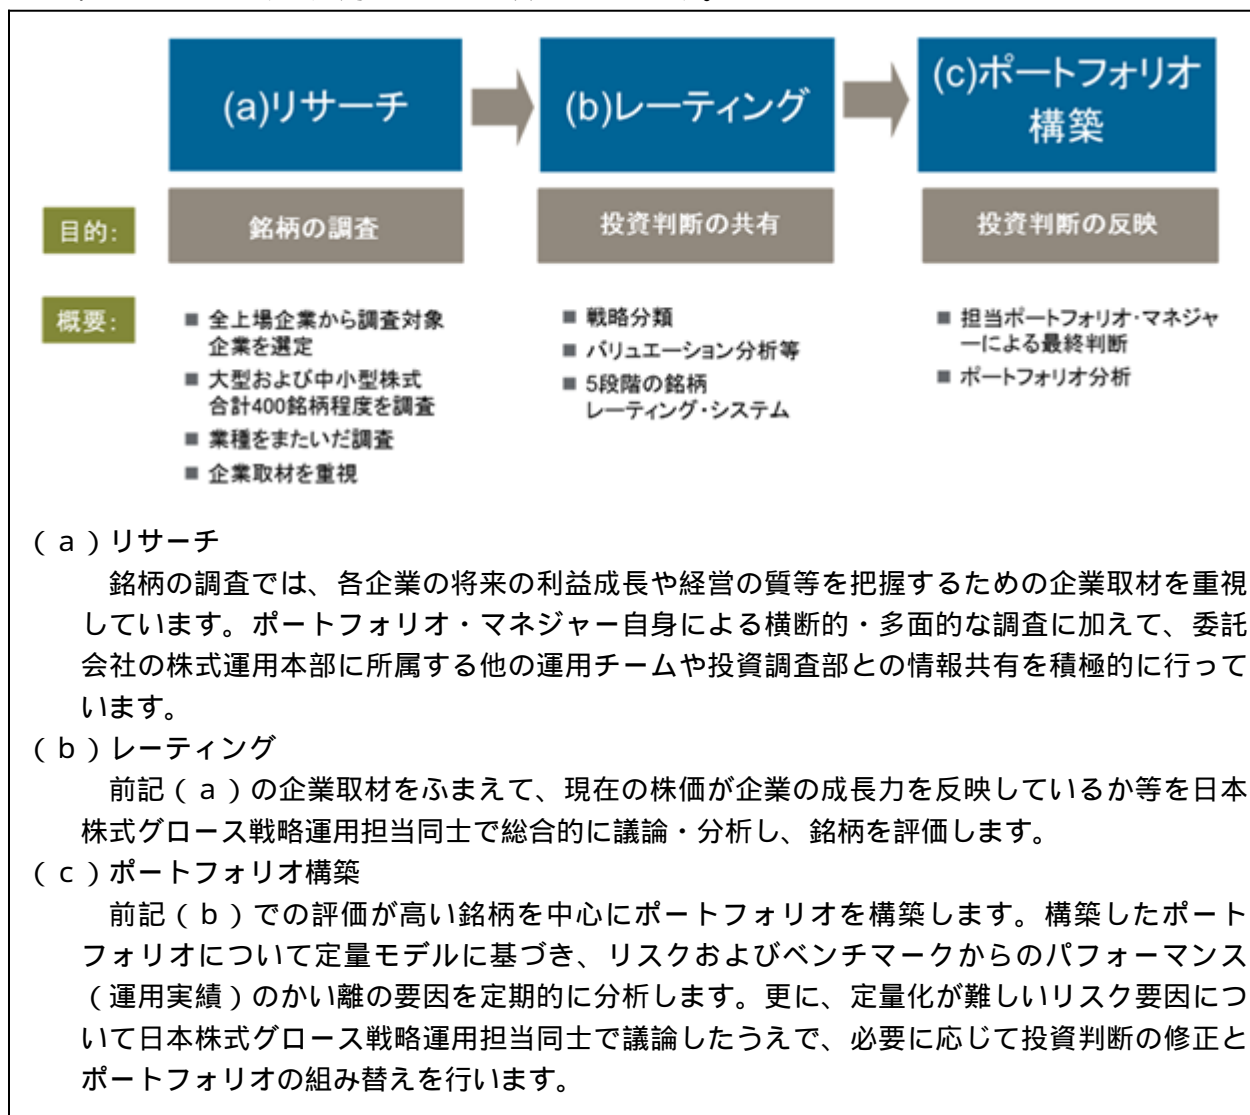 (a)リサーチ
(b)レーティング
(c)ポートフォリオ
構築
目的:
銘柄の調査
投資判断の共有
投資判断の反映
概要:
■ 全上場企業から調査対象
企業を選定
■ 大型および中小型株式
合計400銘柄程度を調査
■ 業種をまたいだ調査
■ 企業取材を重視
■ 戦略分類
■ バリュエーション分析等
■ 5段階の銘柄
レーティング・システム
■ 担当ポートフォリオ・マネジャ
ーによる最終判断
■ ポートフォリオ分析
(a)リサーチ
銘柄の調査では、各企業の将来の利益成長や経営の質等を把握するための企業取材を重視
しています。ポートフォリオ・マネジャー自身による横断的・多面的な調査に加えて、委託
会社の株式運用本部に所属する他の運用チームや投資調査部との情報共有を積極的に行って
います。
(b)レーティング
前記(a)の企業取材をふまえて、現在の株価が企業の成長力を反映しているか等を日本
株式グロース戦略運用担当同士で総合的に議論・分析し、銘柄を評価します。
(c)ポートフォリオ構築
前記(b)での評価が高い銘柄を中心にポートフォリオを構築します。構築したポート
フォリオについて定量モデルに基づき、リスクおよびベンチマークからのパフォーマンス
(運用実績)のかい離の要因を定期的に分析します。更に、定量化が難しいリスク要因につ
いて日本株式グロース戦略運用担当同士で議論したうえで、必要に応じて投資判断の修正と
ポートフォリオの組み替えを行います。